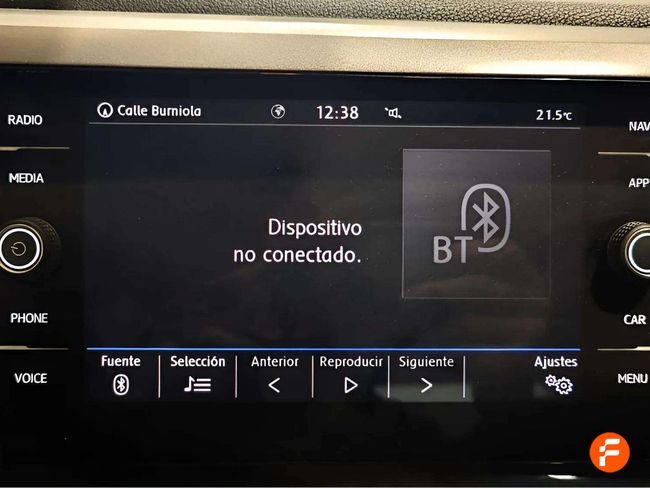 RADIO
MEDIA
PHONE
VOICE
Calle Burniola
12:38
21.5°C
Dispositivo
no conectado.
BT
Fuente
Selección
Anterior
Reproducir
Siguiente
Ajustes
NAV
APP
CAR
MENU